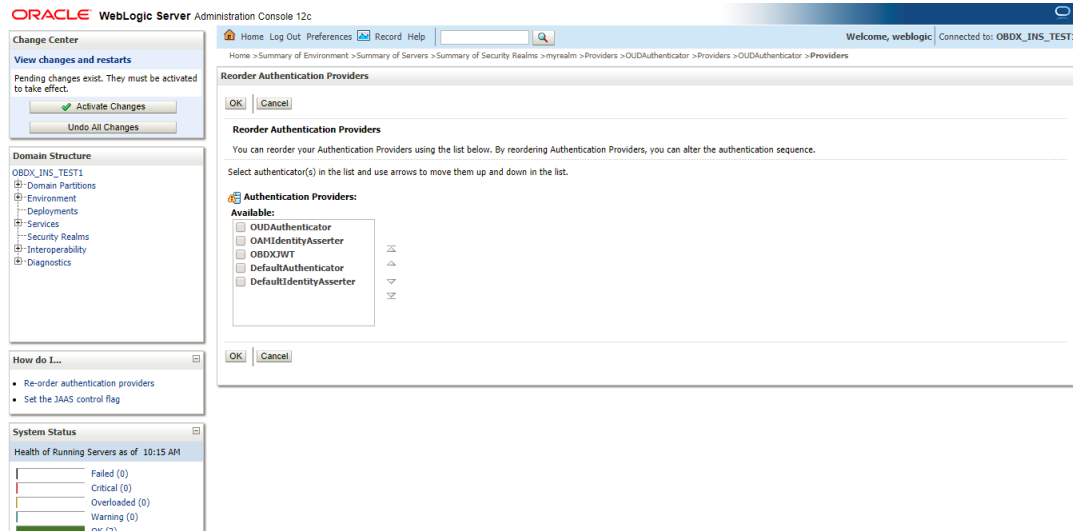 ORACLE WebLogic Server Administration Console 12c
Change Center
View changes and restarts
Pending changes exist. They must be activated
to take effect.
Activate Changes
Undo All Changes
Domain Structure
OBDX_INS_TEST1
Domain Partitions
Environment
Deployments
Services
Security Realms
Interoperability
Diagnostics
How do I...
Re-order authentication providers
Set the JAAS control flag
System Status
Health of Running Servers as of 10:15 AM
Failed (0)
Critical (0)
Overloaded (0)
Warning (0)
Home Log Out Preferences Record Help
Welcome, weblogic Connected to: OBDX_INS_TEST1
Home >Summary of Environment >Summary of Servers >Summary of Security Realms >myrealm >Providers >OUDAuthenticator >Providers >OUDAuthenticator >Providers
Reorder Authentication Providers
OK Cancel
Reorder Authentication Providers
You can reorder your Authentication Providers using the list below. By reordering Authentication Providers, you can alter the authentication sequence.
Select authenticator(s) in the list and use arrows to move them up and down in the list.
Authentication Providers:
Available:
OUDAuthenticator
OAMIdentityAsserter
OBDXJWT
DefaultAuthenticator
DefaultIdentityAsserter
OK Cancel